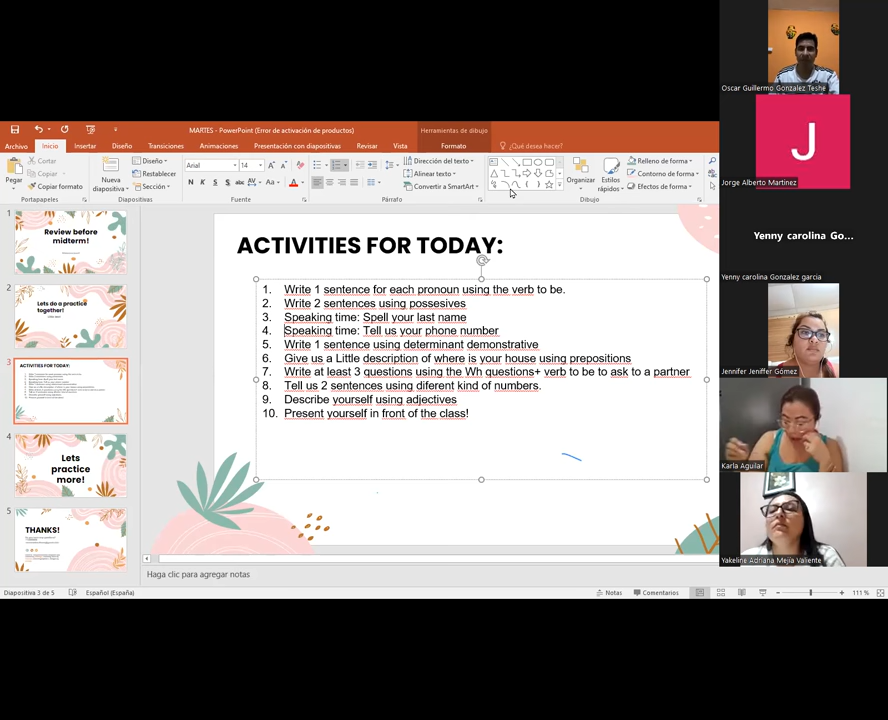 MARTES - PowerPoint (Error de activación de productos)
Herramientas de dibujo
Archivo Inicio Insertar Diseño Transiciones Animaciones Presentación con diapositivas Revisar Vista Formato ¿Qué desea hacer?
Pegar
Cortar
Copiar
Copiar formato
Portapapeles
Nueva diapositiva
Diseño
Restablecer
Sección
Diapositivas
Arial 14
N K S S abc AV Aa A
Fuente
Párrafo
Dirección del texto
Alinear texto
Convertir a SmartArt
Organizar
Estilos rápidos
Dibujo
Relleno de forma
Contorno de forma
Efectos de forma
1
Review before
midterm!
2
Lets do a practice
together!
3
ACTIVITIES FOR TODAY:
4
Lets
practice
more!
5
THANKS!
ACTIVITIES FOR TODAY:
1. Write 1 sentence for each pronoun using the verb to be.
2. Write 2 sentences using possesives
3. Speaking time: Spell your last name
4. Speaking time: Tell us your phone number
5. Write 1 sentence using determinant demonstrative
6. Give us a Little description of where is your house using prepositions
7. Write at least 3 questions using the Wh questions+ verb to be to ask to a partner
8. Tell us 2 sentences using diferent kind of numbers.
9. Describe yourself using adjectives
10. Present yourself in front of the class!
Haga clic para agregar notas
Diapositiva 3 de 5 Español (España) Notas Comentarios 111 %
Oscar Guillermo Gonzalez Teshe
J
Jorge Alberto Martinez
Yenny carolina Go...
Yenny carolina Gonzalez garcia
Jennifer Jeniffer Gómez
Karla Aguilar
Yakeline Adriana Mejia Valiente